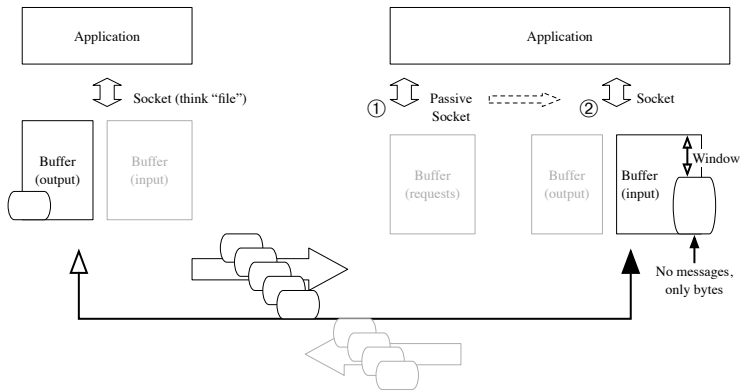 Application
Application
Socket (think “file”)
①
Passive
Socket
②
Socket
Buffer
(output)
Buffer
(input)
Buffer
(requests)
Buffer
(output)
Buffer
(input)
Window
No messages,
only bytes